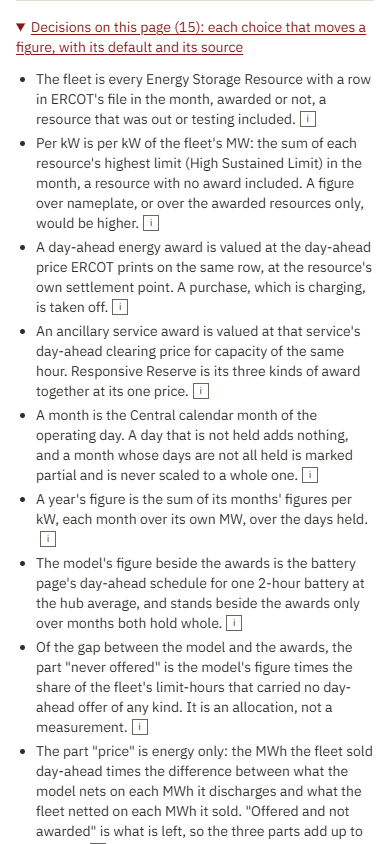 ▼ Decisions on this page (15): each choice that moves a
figure, with its default and its source
• The fleet is every Energy Storage Resource with a row
in ERCOT's file in the month, awarded or not, a
resource that was out or testing included. i
• Per kW is per kW of the fleet's MW: the sum of each
resource's highest limit (High Sustained Limit) in the
month, a resource with no award included. A figure
over nameplate, or over the awarded resources only,
would be higher. i
• A day-ahead energy award is valued at the day-ahead
price ERCOT prints on the same row, at the resource's
own settlement point. A purchase, which is charging,
is taken off. i
• An ancillary service award is valued at that service's
day-ahead clearing price for capacity of the same
hour. Responsive Reserve is its three kinds of award
together at its one price. i
• A month is the Central calendar month of the
operating day. A day that is not held adds nothing,
and a month whose days are not all held is marked
partial and is never scaled to a whole one. i
• A year's figure is the sum of its months' figures per
kW, each month over its own MW, over the days held.
i
• The model's figure beside the awards is the battery
page's day-ahead schedule for one 2-hour battery at
the hub average, and stands beside the awards only
over months both hold whole. i
• Of the gap between the model and the awards, the
part "never offered" is the model's figure times the
share of the fleet's limit-hours that carried no day-
ahead offer of any kind. It is an allocation, not a
measurement. i
• The part "price" is energy only: the MWh the fleet sold
day-ahead times the difference between what the
model nets on each MWh it discharges and what the
fleet netted on each MWh it sold. "Offered and not
awarded" is what is left, so the three parts add up to